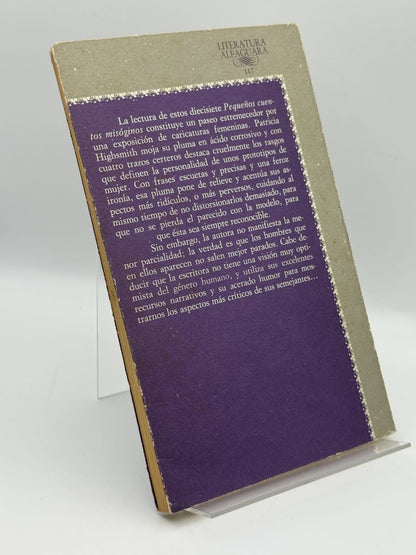 LITERATURA
ALFAGUARA
117
La lectura de estos diecisiete Pequeños cuen-
tos misóginos constituye un paseo estremecedor por
una exposición de caricaturas femeninas. Patricia
Highsmith moja su pluma en ácido corrosivo y con
cuatro trazos certeros destaca cruelmente los rasgos
que definen la personalidad de unos prototipos de
mujer. Con frases escuetas y precisas y una feroz
ironía, esa pluma pone de relieve y acentúa sus as-
pectos más ridículos, o más perversos, cuidando al
mismo tiempo de no distorsionarlos demasiado, para
que no se pierda el parecido con la modelo, para
que ésta sea siempre reconocible.
Sin embargo, la autora no manifiesta la me-
nor parcialidad; la verdad es que los hombres que
en ellos aparecen no salen mejor parados. Cabe de-
ducir que la escritora no tiene una visión muy opti-
mista del género humano, y utiliza sus excelentes
recursos narrativos y su acerado humor para mos-
trarnos los aspectos más críticos de sus semejantes...